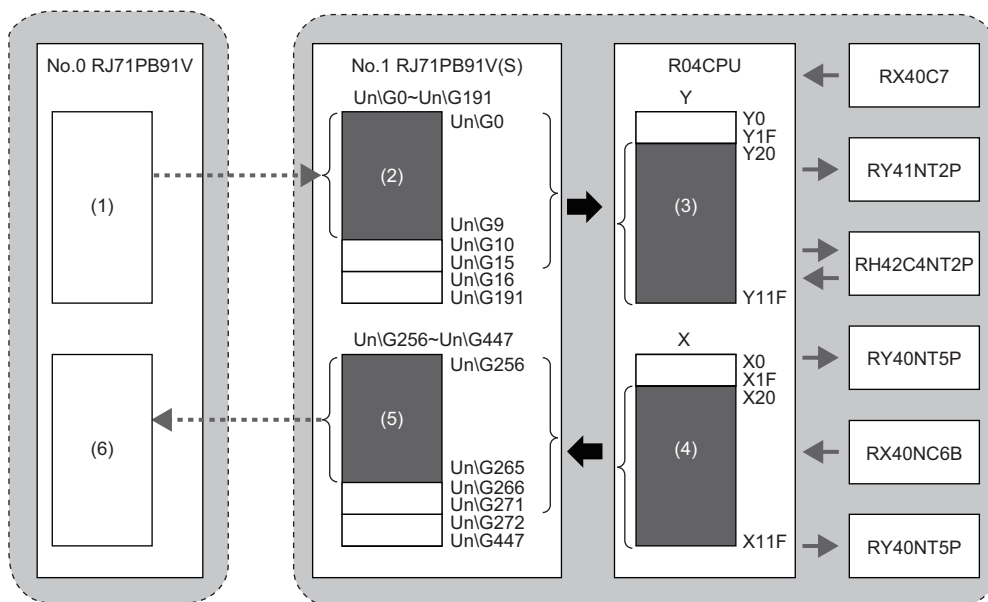 No.0 RJ71PB91V
(1)
(6)
No.1 RJ71PB91V(S)
Un\G0~Un\G191
Un\G0
(2)
Un\G9
Un\G10
Un\G15
Un\G16
Un\G191
Un\G256~Un\G447
Un\G256
(5)
Un\G265
Un\G266
Un\G271
Un\G272
Un\G447
R04CPU
Y
Y0
Y1F
Y20
(3)
Y11F
X
X0
X1F
X20
(4)
X11F
RX40C7
RY41NT2P
RH42C4NT2P
RY40NT5P
RX40NC6B
RY40NT5P